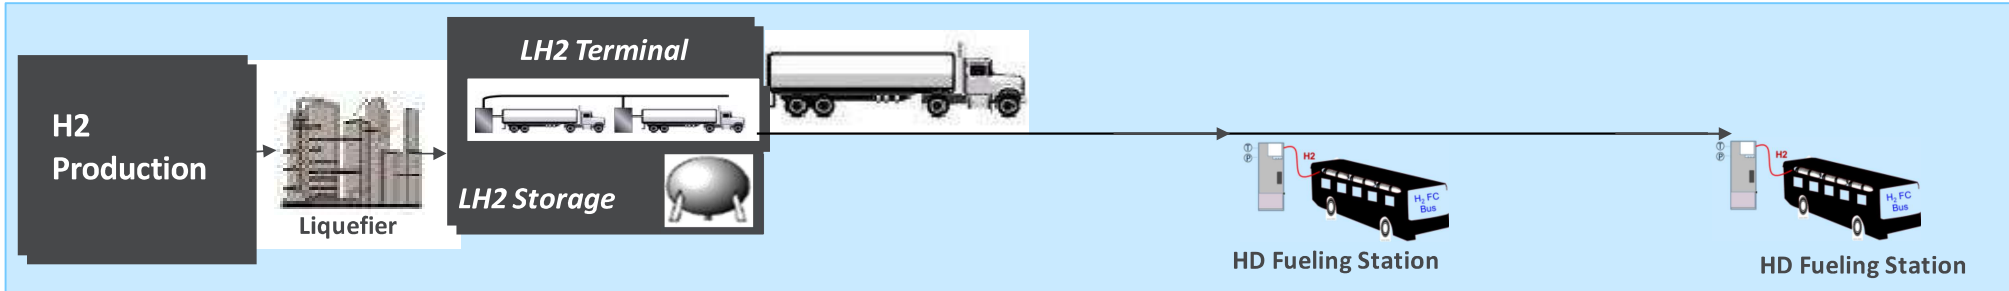 H2
Production
Liquefier
LH2 Terminal
LH2 Storage
T
P
H2
H₂ FC
Bus
HD Fueling Station
T
P
H2
H₂ FC
Bus
HD Fueling Station